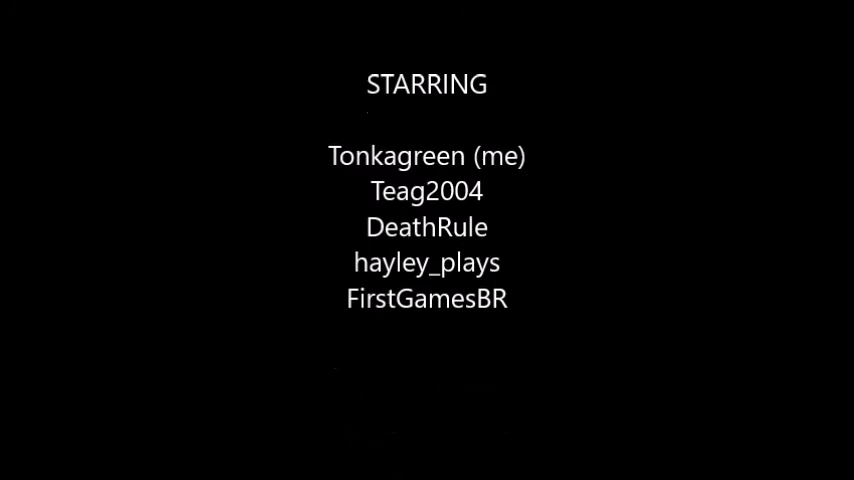 STARRING
Tonkagreen (me)
Teag2004
DeathRule
hayley_plays
FirstGamesBR